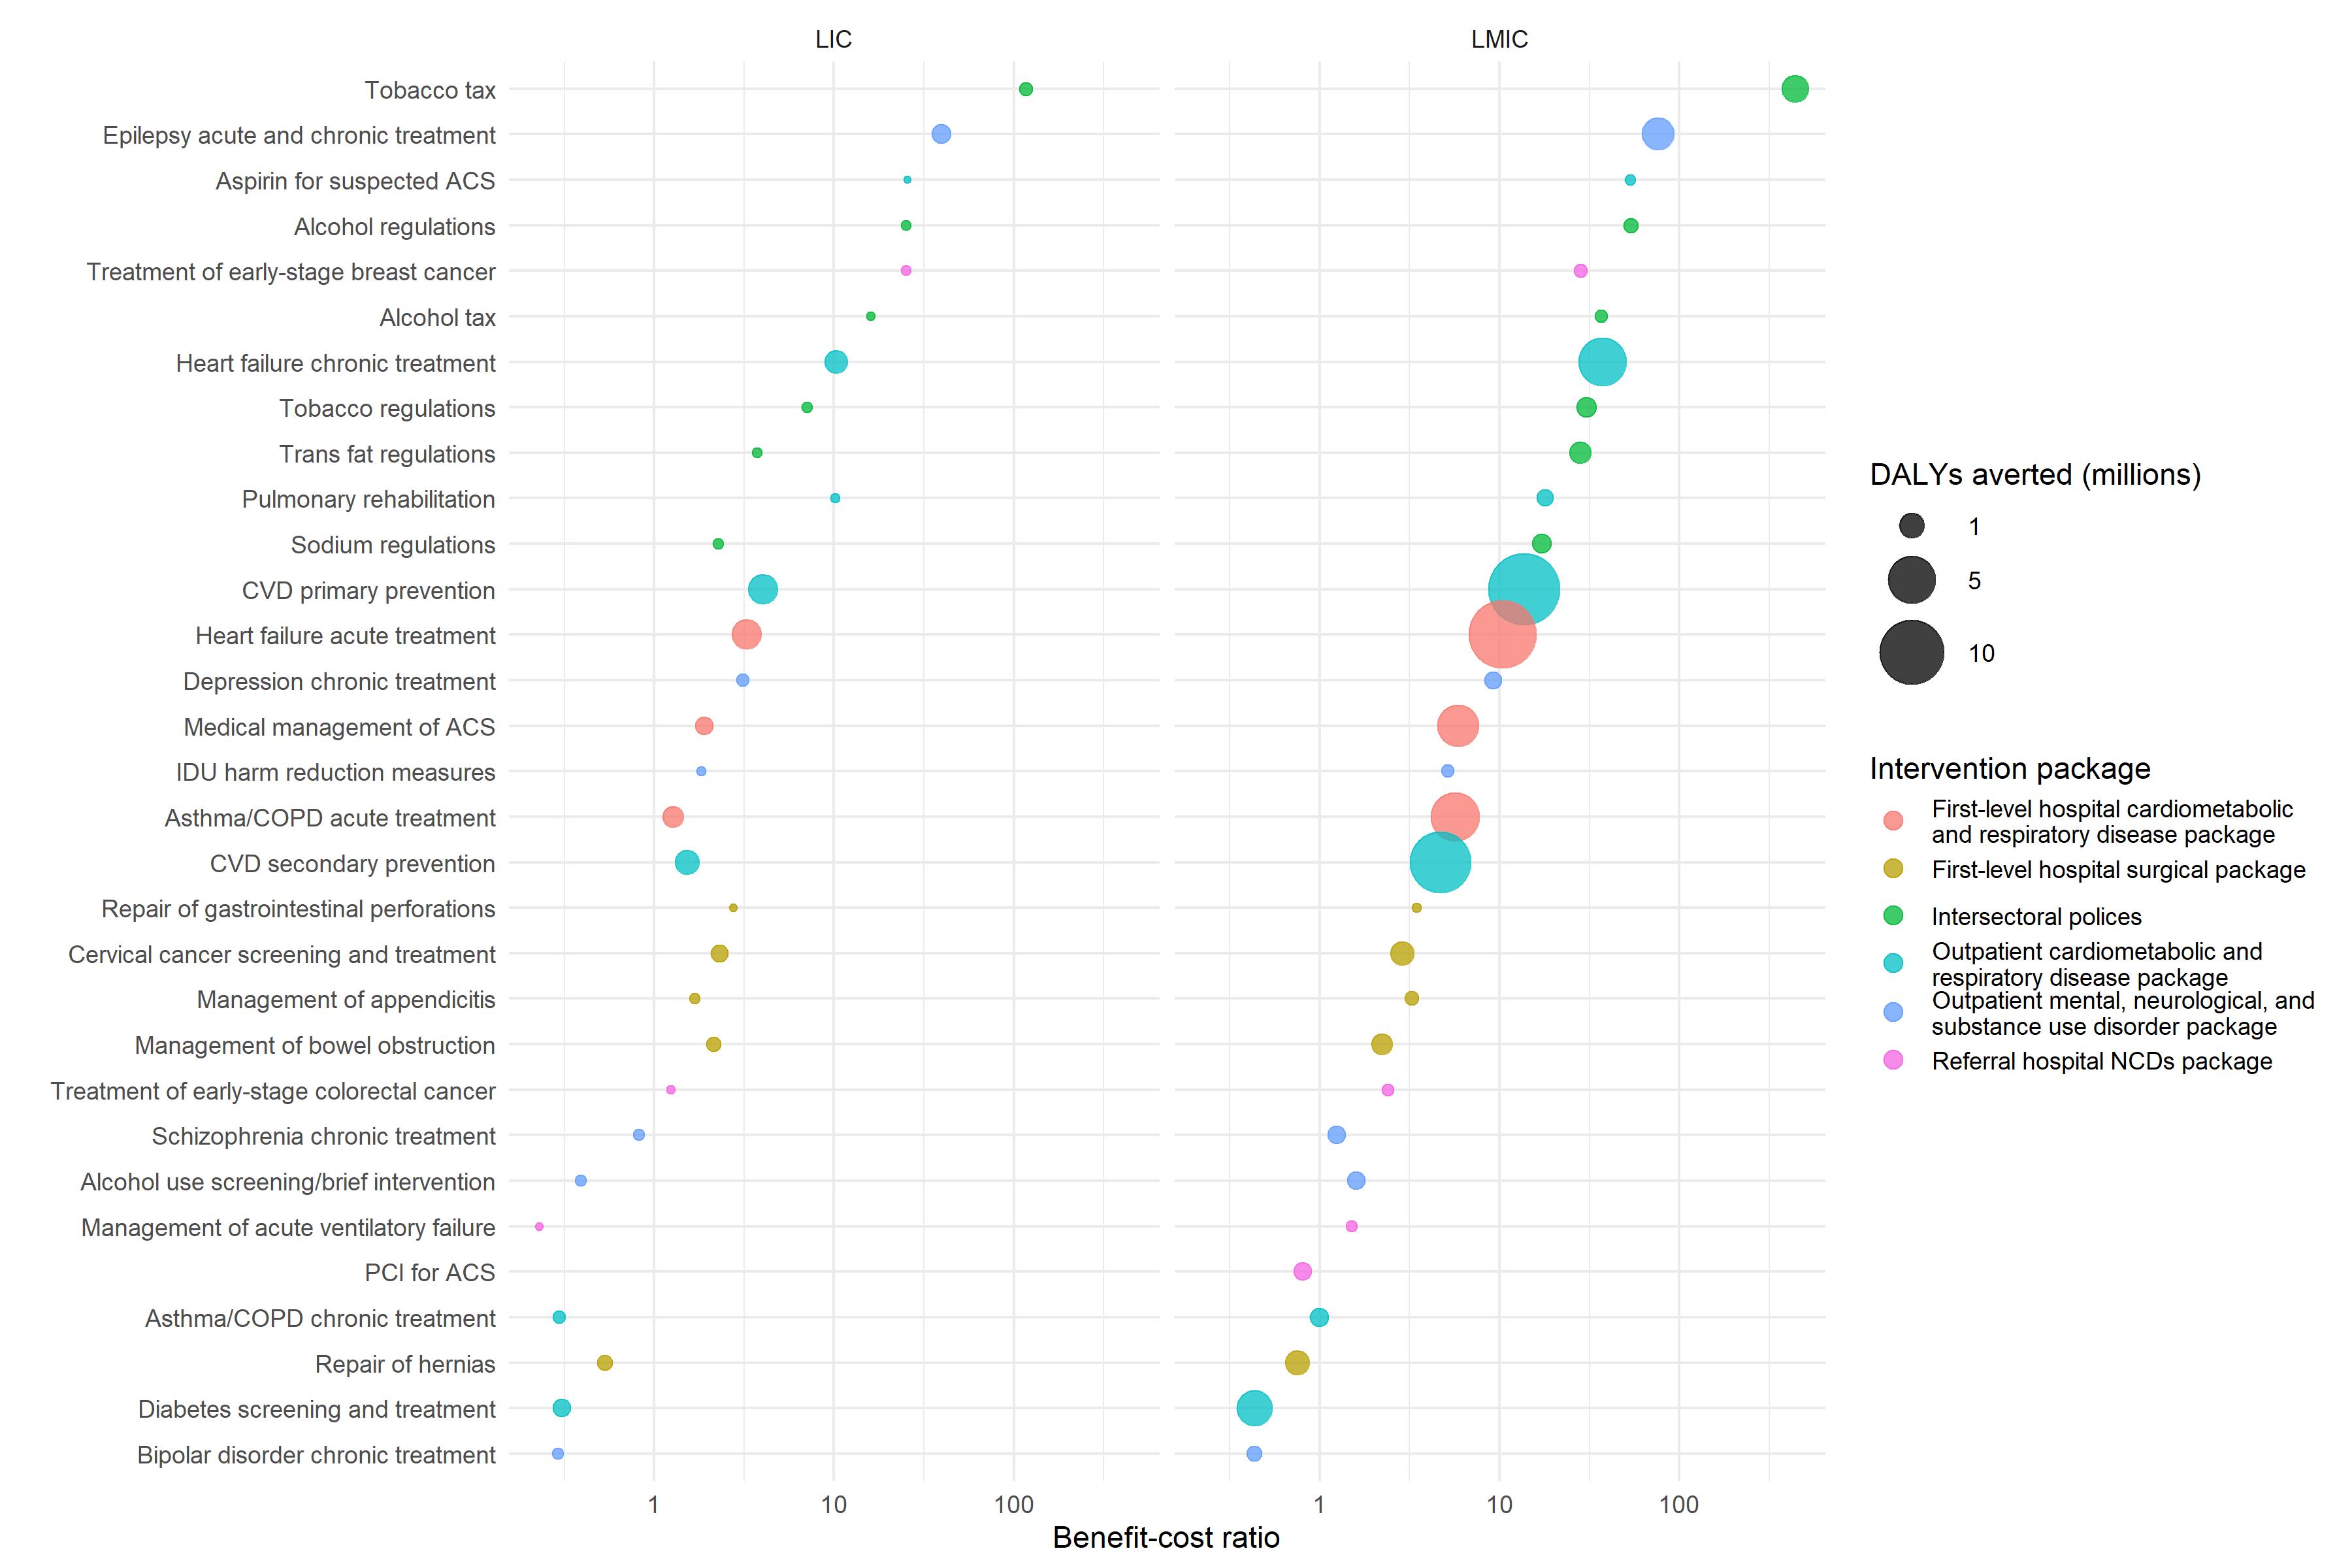 LIC
LMIC
Tobacco tax
Epilepsy acute and chronic treatment
Aspirin for suspected ACS
Alcohol regulations
Treatment of early-stage breast cancer
Alcohol tax
Heart failure chronic treatment
Tobacco regulations
Trans fat regulations
Pulmonary rehabilitation
Sodium regulations
CVD primary prevention
Heart failure acute treatment
Depression chronic treatment
Medical management of ACS
IDU harm reduction measures
Asthma/COPD acute treatment
CVD secondary prevention
Repair of gastrointestinal perforations
Cervical cancer screening and treatment
Management of appendicitis
Management of bowel obstruction
Treatment of early-stage colorectal cancer
Schizophrenia chronic treatment
Alcohol use screening/brief intervention
Management of acute ventilatory failure
PCI for ACS
Asthma/COPD chronic treatment
Repair of hernias
Diabetes screening and treatment
Bipolar disorder chronic treatment
1 10 100
1 10 100
Benefit-cost ratio
DALYs averted (millions)
1
5
10
Intervention package
First-level hospital cardiometabolic
and respiratory disease package
First-level hospital surgical package
Intersectoral polices
Outpatient cardiometabolic and
respiratory disease package
Outpatient mental, neurological, and
substance use disorder package
Referral hospital NCDs package